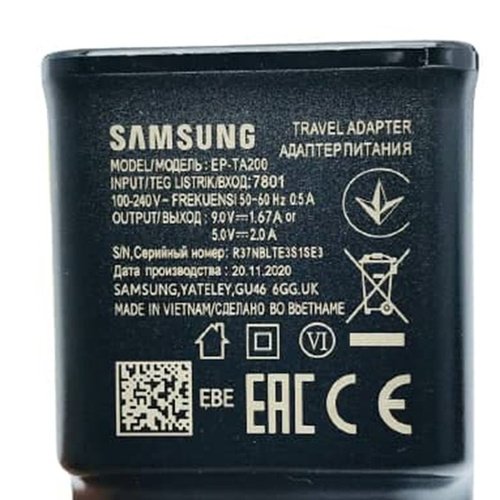 SAMSUNG
TRAVEL ADAPTER
АДАПТЕР ПИТАНИЯ
MODEL/МОДЕЛЬ: EP-TA200
INPUT/TEG LISTRIK/ВХОД: 7801
100-240V~ FREKUENSI 50-60 Hz 0.5 A
OUTPUT/ВЫХОД : 9.0V⎓1.67A or
5.0V⎓2.0 A
S/N,Серийный номер: R37NBLTE3S1SE3
Дата производства : 20.11.2020
SAMSUNG,YATELEY,GU46 6GG.UK
MADE IN VIETNAM/СДЕЛАНО ВО ВЬЕТНАМЕ
VI
EBE
EAC CE